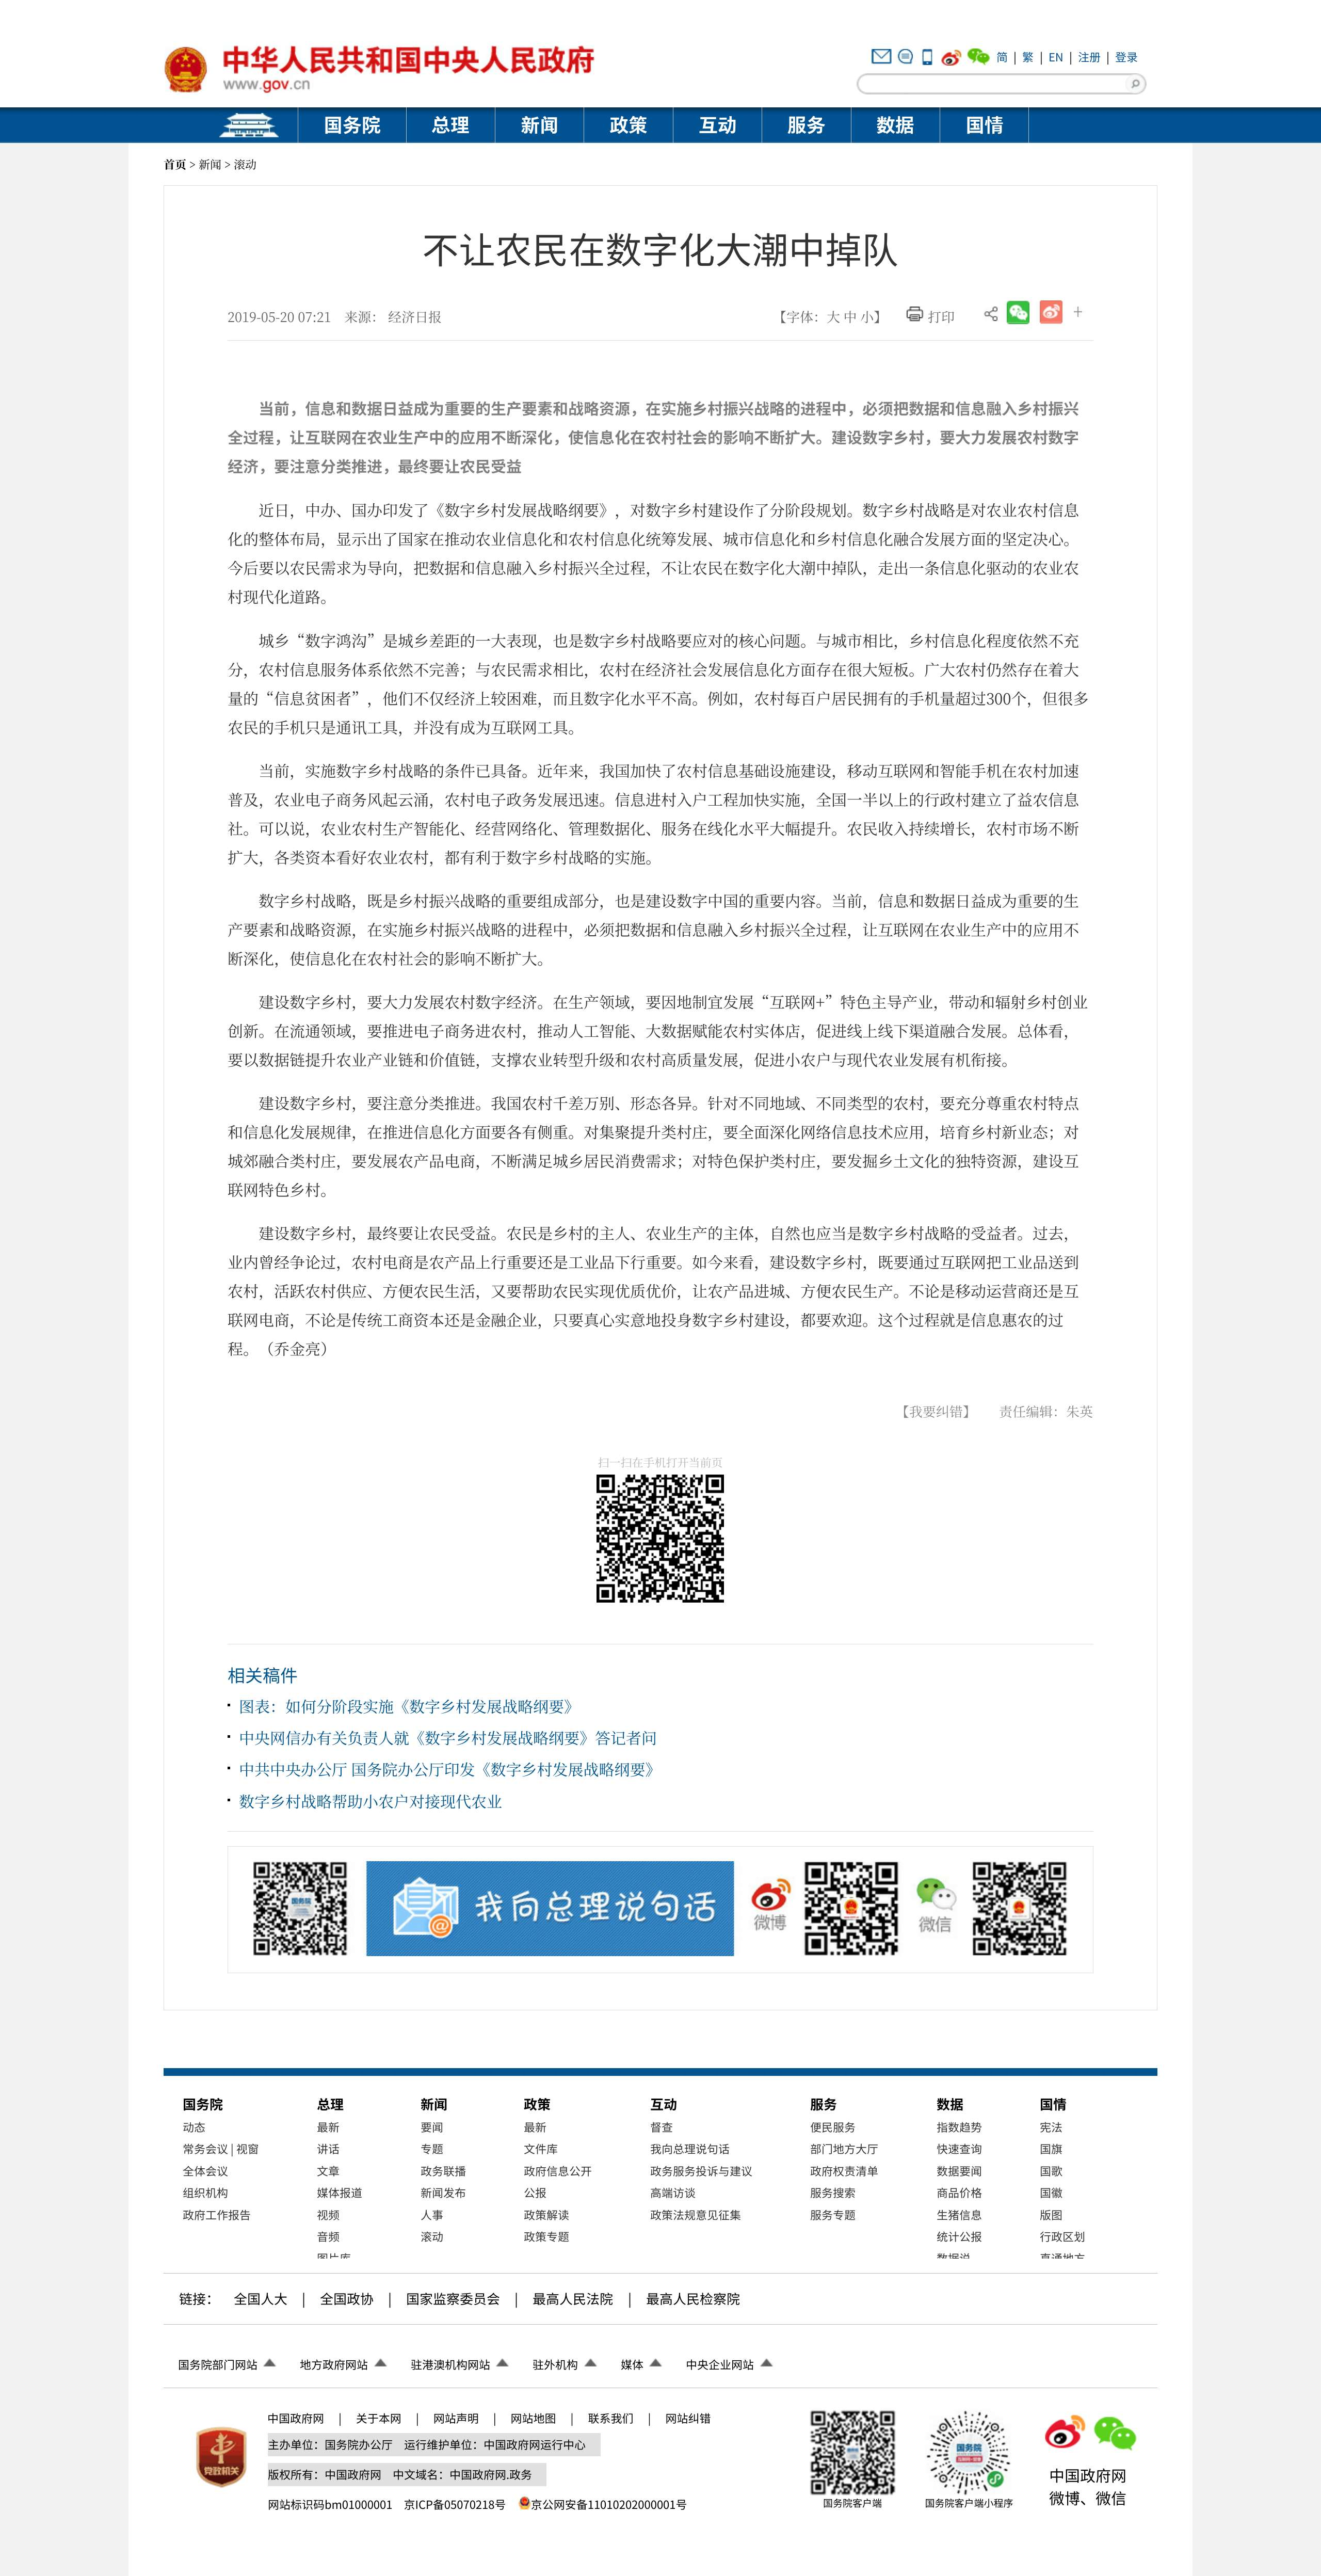 中华人民共和国中央人民政府
www.gov.cn
简 | 繁 | EN | 注册 | 登录
国务院 总理 新闻 政策 互动 服务 数据 国情
首页 > 新闻 > 滚动
不让农民在数字化大潮中掉队
2019-05-20 07:21 来源： 经济日报 【字体：大 中 小】 打印 +
当前，信息和数据日益成为重要的生产要素和战略资源，在实施乡村振兴战略的进程中，必须把数据和信息融入乡村振兴
全过程，让互联网在农业生产中的应用不断深化，使信息化在农村社会的影响不断扩大。建设数字乡村，要大力发展农村数字
经济，要注意分类推进，最终要让农民受益
近日，中办、国办印发了《数字乡村发展战略纲要》，对数字乡村建设作了分阶段规划。数字乡村战略是对农业农村信息
化的整体布局，显示出了国家在推动农业信息化和农村信息化统筹发展、城市信息化和乡村信息化融合发展方面的坚定决心。
今后要以农民需求为导向，把数据和信息融入乡村振兴全过程，不让农民在数字化大潮中掉队，走出一条信息化驱动的农业农
村现代化道路。
城乡“数字鸿沟”是城乡差距的一大表现，也是数字乡村战略要应对的核心问题。与城市相比，乡村信息化程度依然不充
分，农村信息服务体系依然不完善；与农民需求相比，农村在经济社会发展信息化方面存在很大短板。广大农村仍然存在着大
量的“信息贫困者”，他们不仅经济上较困难，而且数字化水平不高。例如，农村每百户居民拥有的手机量超过300个，但很多
农民的手机只是通讯工具，并没有成为互联网工具。
当前，实施数字乡村战略的条件已具备。近年来，我国加快了农村信息基础设施建设，移动互联网和智能手机在农村加速
普及，农业电子商务风起云涌，农村电子政务发展迅速。信息进村入户工程加快实施，全国一半以上的行政村建立了益农信息
社。可以说，农业农村生产智能化、经营网络化、管理数据化、服务在线化水平大幅提升。农民收入持续增长，农村市场不断
扩大，各类资本看好农业农村，都有利于数字乡村战略的实施。
数字乡村战略，既是乡村振兴战略的重要组成部分，也是建设数字中国的重要内容。当前，信息和数据日益成为重要的生
产要素和战略资源，在实施乡村振兴战略的进程中，必须把数据和信息融入乡村振兴全过程，让互联网在农业生产中的应用不
断深化，使信息化在农村社会的影响不断扩大。
建设数字乡村，要大力发展农村数字经济。在生产领域，要因地制宜发展“互联网+”特色主导产业，带动和辐射乡村创业
创新。在流通领域，要推进电子商务进农村，推动人工智能、大数据赋能农村实体店，促进线上线下渠道融合发展。总体看，
要以数据链提升农业产业链和价值链，支撑农业转型升级和农村高质量发展，促进小农户与现代农业发展有机衔接。
建设数字乡村，要注意分类推进。我国农村千差万别、形态各异。针对不同地域、不同类型的农村，要充分尊重农村特点
和信息化发展规律，在推进信息化方面要各有侧重。对集聚提升类村庄，要全面深化网络信息技术应用，培育乡村新业态；对
城郊融合类村庄，要发展农产品电商，不断满足城乡居民消费需求；对特色保护类村庄，要发掘乡土文化的独特资源，建设互
联网特色乡村。
建设数字乡村，最终要让农民受益。农民是乡村的主人、农业生产的主体，自然也应当是数字乡村战略的受益者。过去，
业内曾经争论过，农村电商是农产品上行重要还是工业品下行重要。如今来看，建设数字乡村，既要通过互联网把工业品送到
农村，活跃农村供应、方便农民生活，又要帮助农民实现优质优价，让农产品进城、方便农民生产。不论是移动运营商还是互
联网电商，不论是传统工商资本还是金融企业，只要真心实意地投身数字乡村建设，都要欢迎。这个过程就是信息惠农的过
程。（乔金亮）
【我要纠错】 责任编辑：朱英
扫一扫在手机打开当前页
相关稿件
图表：如何分阶段实施《数字乡村发展战略纲要》
中央网信办有关负责人就《数字乡村发展战略纲要》答记者问
中共中央办公厅 国务院办公厅印发《数字乡村发展战略纲要》
数字乡村战略帮助小农户对接现代农业
国务院 我向总理说句话 微博 微信
国务院 总理 新闻 政策 互动 服务 数据 国情
动态 最新 要闻 最新 督查 便民服务 指数趋势 宪法
常务会议 | 视窗 讲话 专题 文件库 我向总理说句话 部门地方大厅 快速查询 国旗
全体会议 文章 政务联播 政府信息公开 政务服务投诉与建议 政府权责清单 数据要闻 国歌
组织机构 媒体报道 新闻发布 公报 高端访谈 服务搜索 商品价格 国徽
政府工作报告 视频 人事 政策解读 政策法规意见征集 服务专题 生猪信息 版图
音频 滚动 政策专题 统计公报 行政区划
图片库 数据说 直通地方
链接： 全国人大 | 全国政协 | 国家监察委员会 | 最高人民法院 | 最高人民检察院
国务院部门网站 地方政府网站 驻港澳机构网站 驻外机构 媒体 中央企业网站
中国政府网 | 关于本网 | 网站声明 | 网站地图 | 联系我们 | 网站纠错
主办单位：国务院办公厅 运行维护单位：中国政府网运行中心
版权所有：中国政府网 中文域名：中国政府网.政务
网站标识码bm01000001 京ICP备05070218号 京公网安备11010202000001号
党政机关
国务院
国务院客户端 国务院客户端小程序
中国政府网
微博、微信